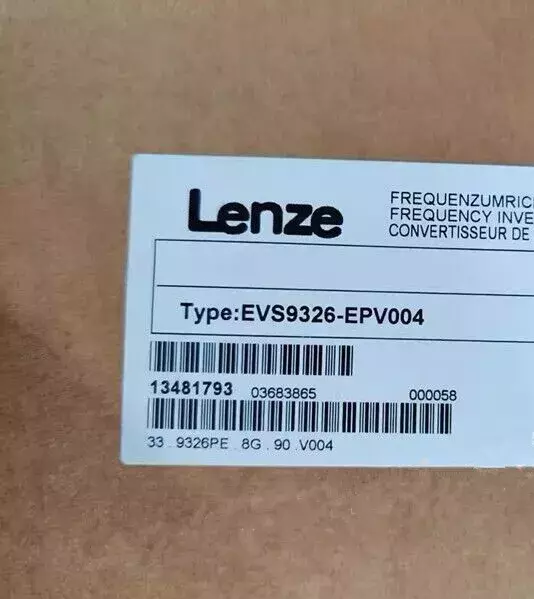 Lenze
FREQUENZUMRIC
FREQUENCY INVE
CONVERTISSEUR DE
Type:EVS9326-EPV004
13481793 03683865 000058
33 . 9326PE . 8G . 90 .V004